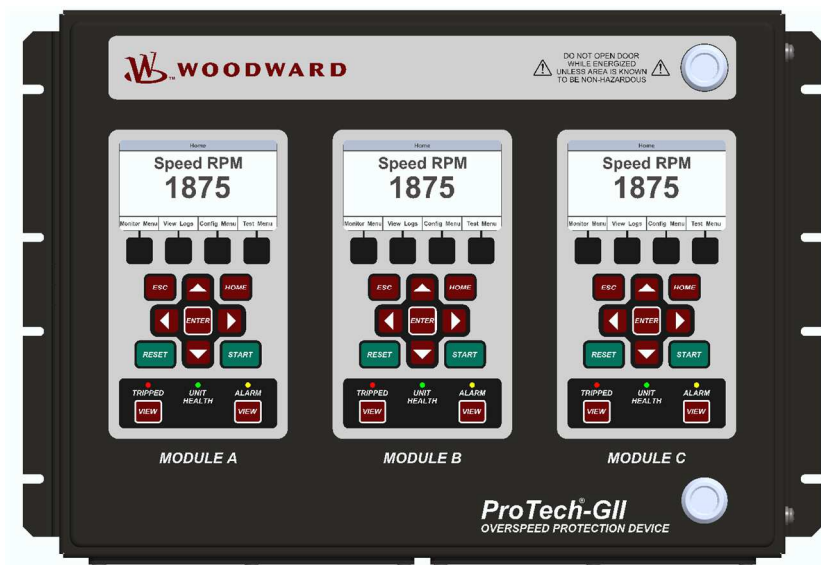 WOODWARD
DO NOT OPEN DOOR
WHILE ENERGIZED
UNLESS AREA IS KNOWN
TO BE NON-HAZARDOUS
Home
Speed RPM
1875
Monitor Menu View Logs Config Menu Test Menu
ESC HOME
ENTER
RESET START
TRIPPED UNIT HEALTH ALARM
VIEW VIEW
MODULE A
Home
Speed RPM
1875
Monitor Menu View Logs Config Menu Test Menu
ESC HOME
ENTER
RESET START
TRIPPED UNIT HEALTH ALARM
VIEW VIEW
MODULE B
Home
Speed RPM
1875
Monitor Menu View Logs Config Menu Test Menu
ESC HOME
ENTER
RESET START
TRIPPED UNIT HEALTH ALARM
VIEW VIEW
MODULE C
ProTech®-GII
OVERSPEED PROTECTION DEVICE